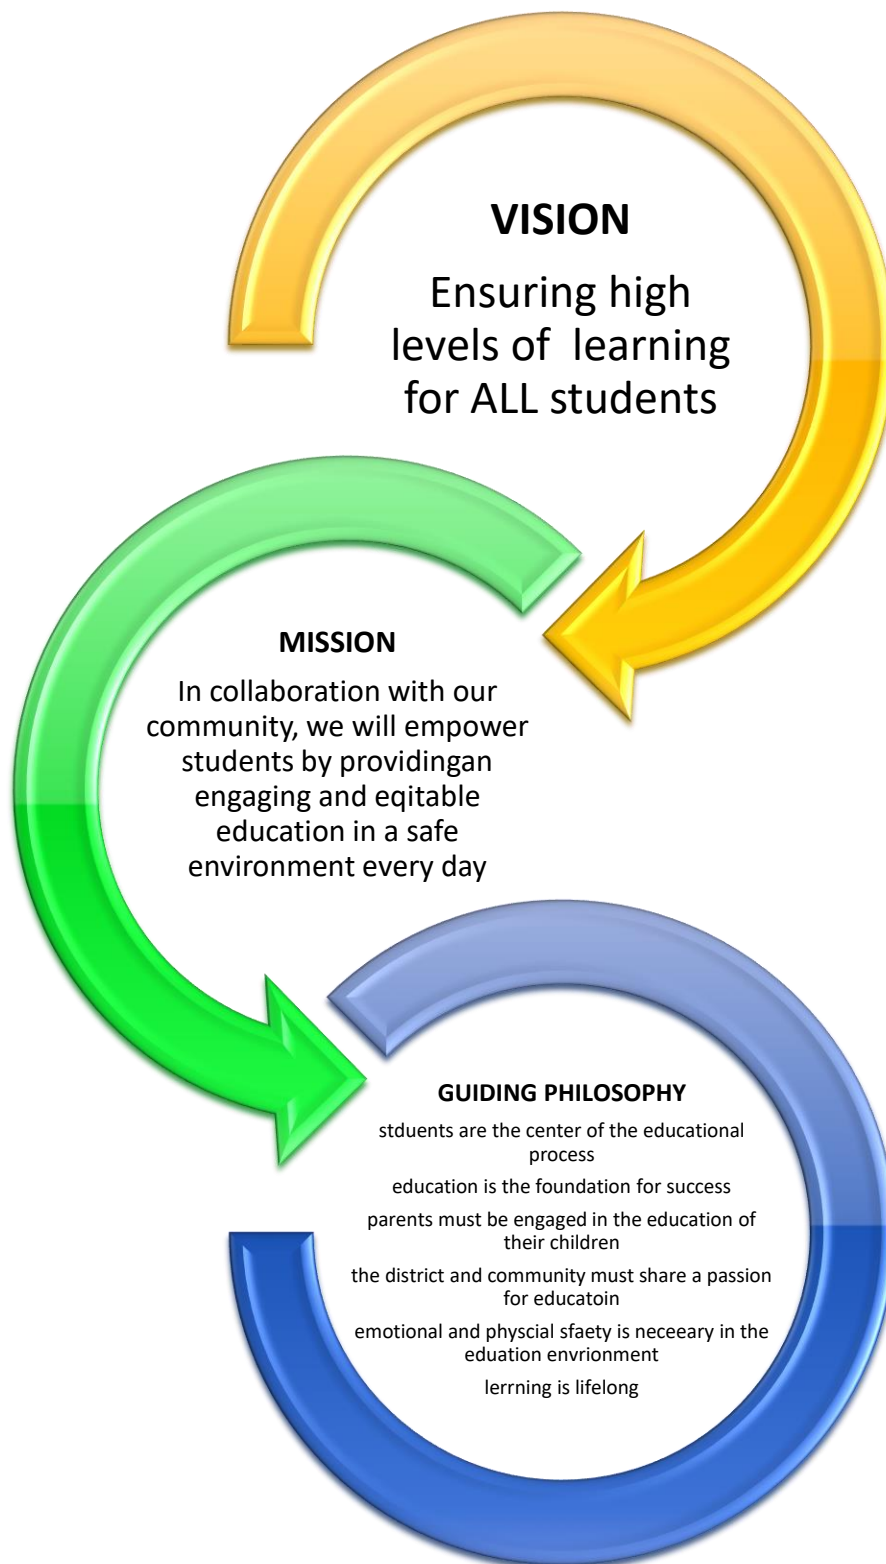 VISION
Ensuring high
levels of  learning
for ALL students
MISSION
In collaboration with our
community, we will empower
students by providingan
engaging and eqitable
education in a safe
environment every day
GUIDING PHILOSOPHY
stduents are the center of the educational
process
education is the foundation for success
parents must be engaged in the education of
their children
the district and community must share a passion
for educatoin
emotional and physcial sfaety is neceeary in the
eduation envrionment
lerrning is lifelong